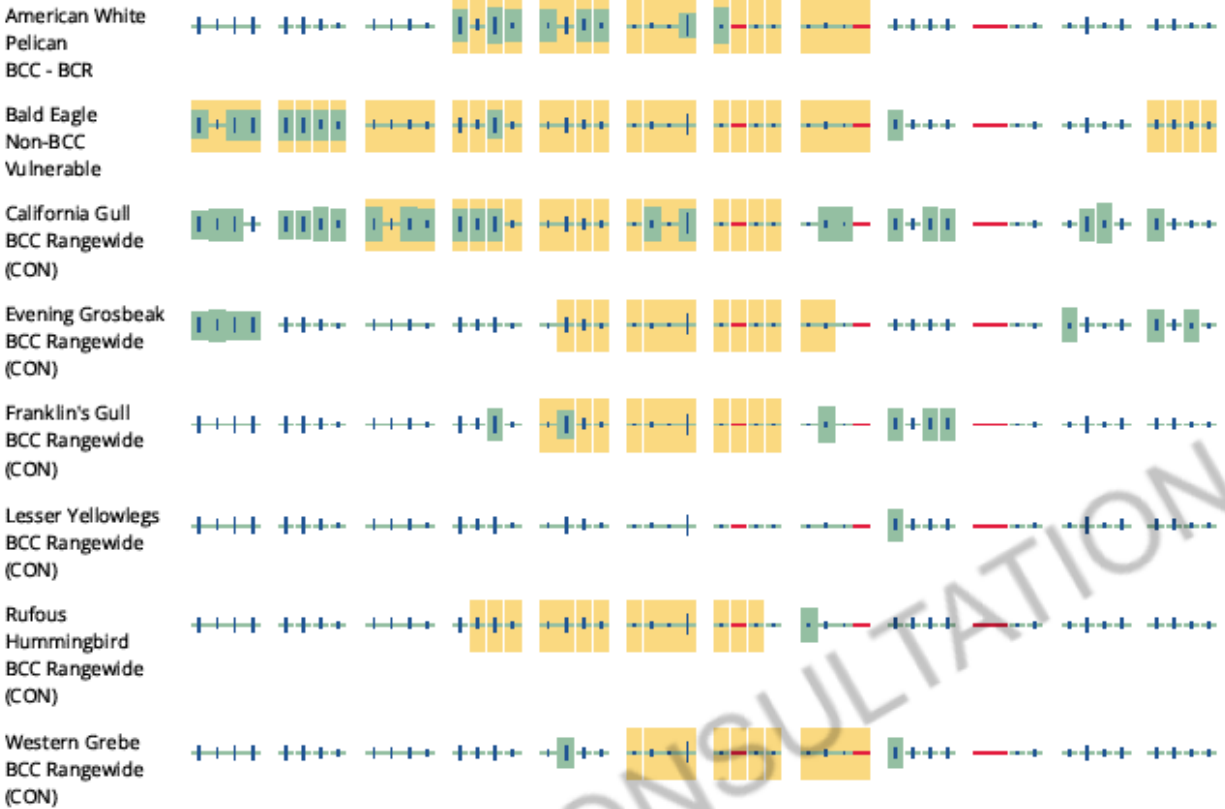 American White
Pelican
BCC - BCR
Bald Eagle
Non-BCC
Vulnerable
California Gull
BCC Rangewide
(CON)
Evening Grosbeak
BCC Rangewide
(CON)
Franklin's Gull
BCC Rangewide
(CON)
Lesser Yellowlegs
BCC Rangewide
(CON)
Rufous
Hummingbird
BCC Rangewide
(CON)
Western Grebe
BCC Rangewide
(CON)
ONSULTATION